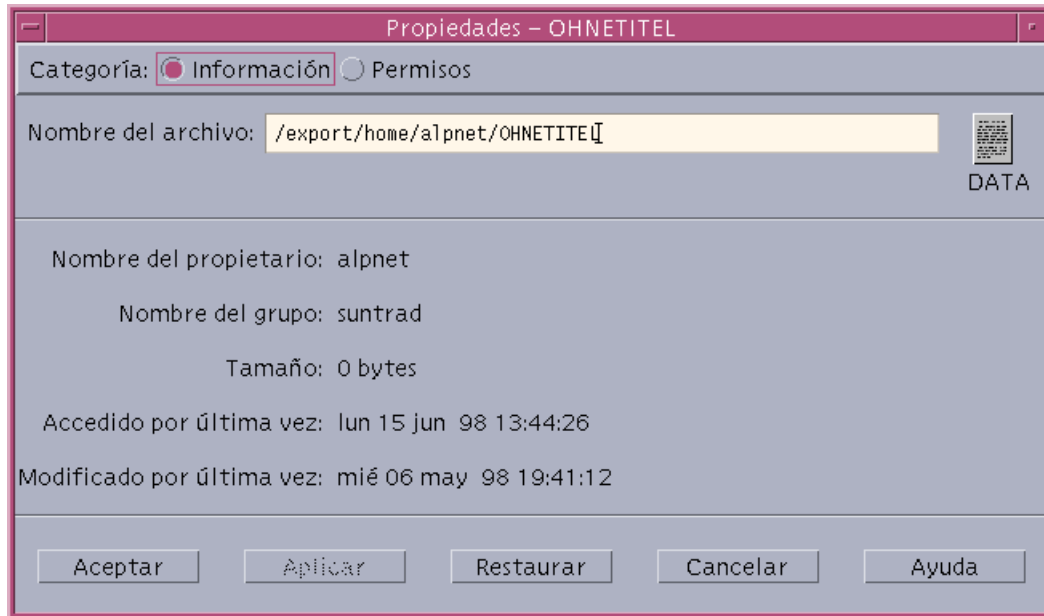 Propiedades – OHNETITEL
Categoría: Información Permisos
Nombre del archivo: /export/home/alpnet/OHNETITEL
DATA
Nombre del propietario: alpnet
Nombre del grupo: suntrad
Tamaño: 0 bytes
Accedido por última vez: lun 15 jun 98 13:44:26
Modificado por última vez: mié 06 may 98 19:41:12
Aceptar Aplicar Restaurar Cancelar Ayuda